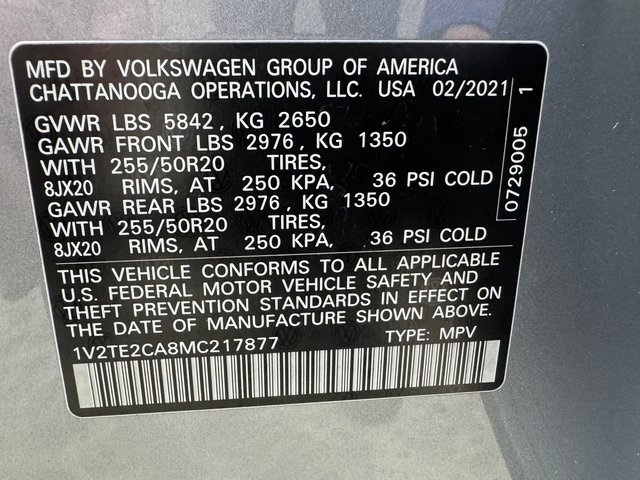 MFD BY VOLKSWAGEN GROUP OF AMERICA
CHATTANOOGA OPERATIONS, LLC. USA 02/2021
GVWR LBS 5842, KG 2650
GAWR FRONT LBS 2976, KG 1350
WITH 255/50R20 TIRES,
8JX20 RIMS, AT 250 KPA, 36 PSI COLD
GAWR REAR LBS 2976, KG 1350
WITH 255/50R20 TIRES,
8JX20 RIMS, AT 250 KPA, 36 PSI COLD
THIS VEHICLE CONFORMS TO ALL APPLICABLE
U.S. FEDERAL MOTOR VEHICLE SAFETY AND
THEFT PREVENTION STANDARDS IN EFFECT ON
THE DATE OF MANUFACTURE SHOWN ABOVE.
1V2TE2CA8MC217877 TYPE: MPV
0729005 1